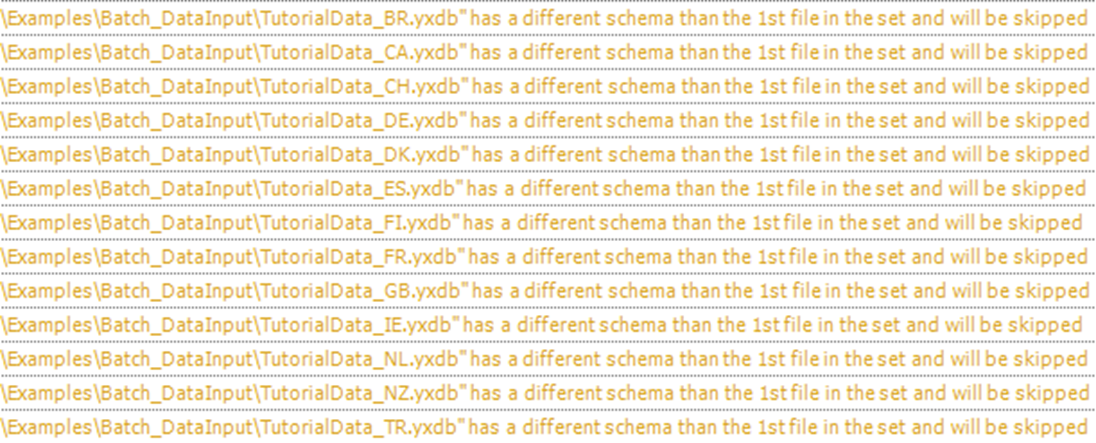 \Examples\Batch_DataInput\TutorialData_BR.yxdb" has a different schema than the 1st file in the set and will be skipped
\Examples\Batch_DataInput\TutorialData_CA.yxdb" has a different schema than the 1st file in the set and will be skipped
\Examples\Batch_DataInput\TutorialData_CH.yxdb" has a different schema than the 1st file in the set and will be skipped
\Examples\Batch_DataInput\TutorialData_DE.yxdb" has a different schema than the 1st file in the set and will be skipped
\Examples\Batch_DataInput\TutorialData_DK.yxdb" has a different schema than the 1st file in the set and will be skipped
\Examples\Batch_DataInput\TutorialData_ES.yxdb" has a different schema than the 1st file in the set and will be skipped
\Examples\Batch_DataInput\TutorialData_FI.yxdb" has a different schema than the 1st file in the set and will be skipped
\Examples\Batch_DataInput\TutorialData_FR.yxdb" has a different schema than the 1st file in the set and will be skipped
\Examples\Batch_DataInput\TutorialData_GB.yxdb" has a different schema than the 1st file in the set and will be skipped
\Examples\Batch_DataInput\TutorialData_IE.yxdb" has a different schema than the 1st file in the set and will be skipped
\Examples\Batch_DataInput\TutorialData_NL.yxdb" has a different schema than the 1st file in the set and will be skipped
\Examples\Batch_DataInput\TutorialData_NZ.yxdb" has a different schema than the 1st file in the set and will be skipped
\Examples\Batch_DataInput\TutorialData_TR.yxdb" has a different schema than the 1st file in the set and will be skipped